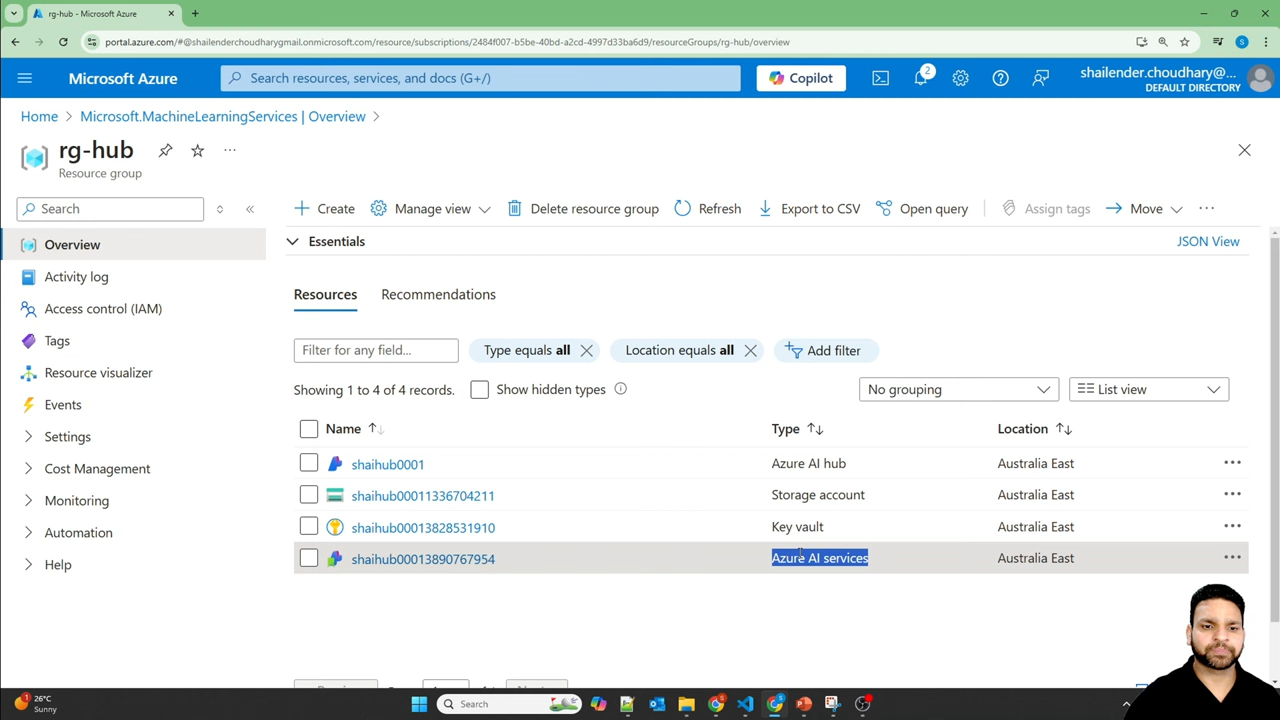 rg-hub - Microsoft Azure
portal.azure.com/#@shailenderchoudharygmail.onmicrosoft.com/resource/subscriptions/2484f007-b5be-40bd-a2cd-4997d33ba6d9/resourceGroups/rg-hub/overview
S
Microsoft Azure
Search resources, services, and docs (G+/)
Copilot
2
shailender.choudhary@...
DEFAULT DIRECTORY
Home > Microsoft.MachineLearningServices | Overview >
rg-hub
Resource group
Search
Create
Manage view
Delete resource group
Refresh
Export to CSV
Open query
Assign tags
Move
Overview
Activity log
Access control (IAM)
Tags
Resource visualizer
Events
Settings
Cost Management
Monitoring
Automation
Help
Essentials
JSON View
Resources
Recommendations
Filter for any field...
Type equals all
Location equals all
Add filter
Showing 1 to 4 of 4 records.
Show hidden types
No grouping
List view
Name
Type
Location
shaihub0001
Azure AI hub
Australia East
shaihub00011336704211
Storage account
Australia East
shaihub00013828531910
Key vault
Australia East
shaihub00013890767954
Azure AI services
Australia East
1
26°C
Sunny
Search